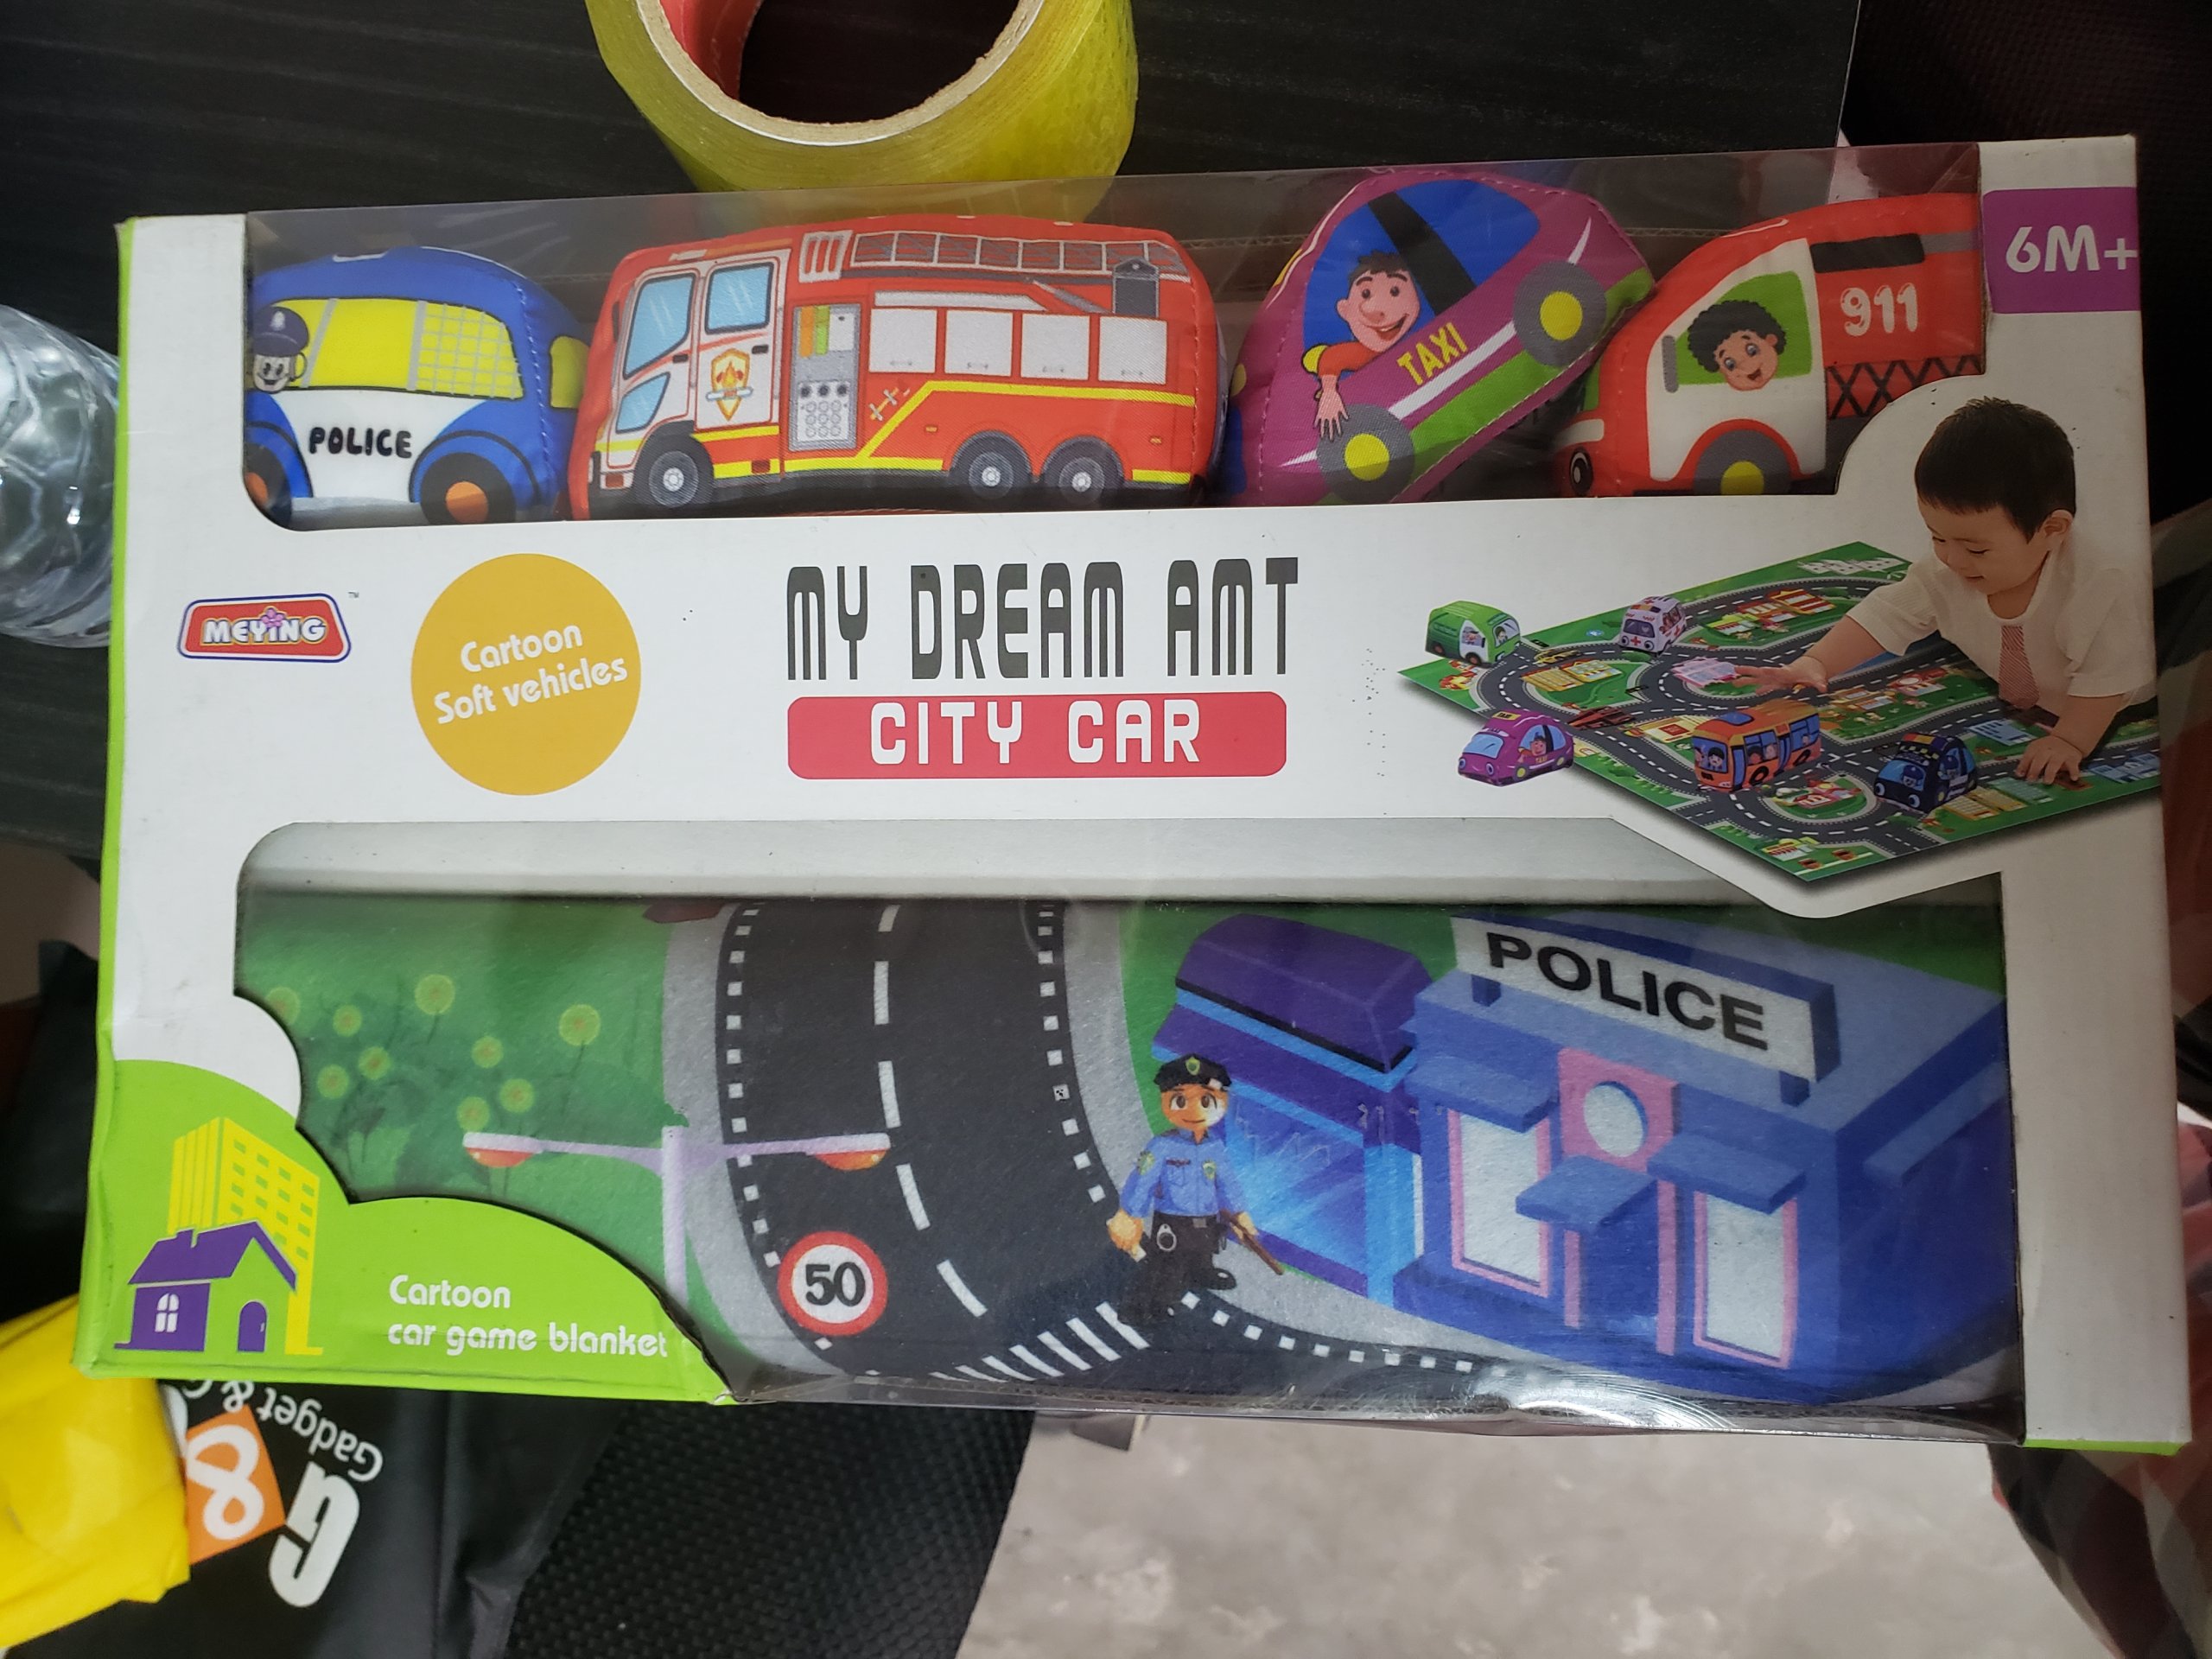 6M+
POLICE
TAXI
911
MEYING
TM
Cartoon
Soft vehicles
MY DREAM AMT
CITY CAR
POLICE
50
Cartoon
car game blanket
Gadget &
G
&